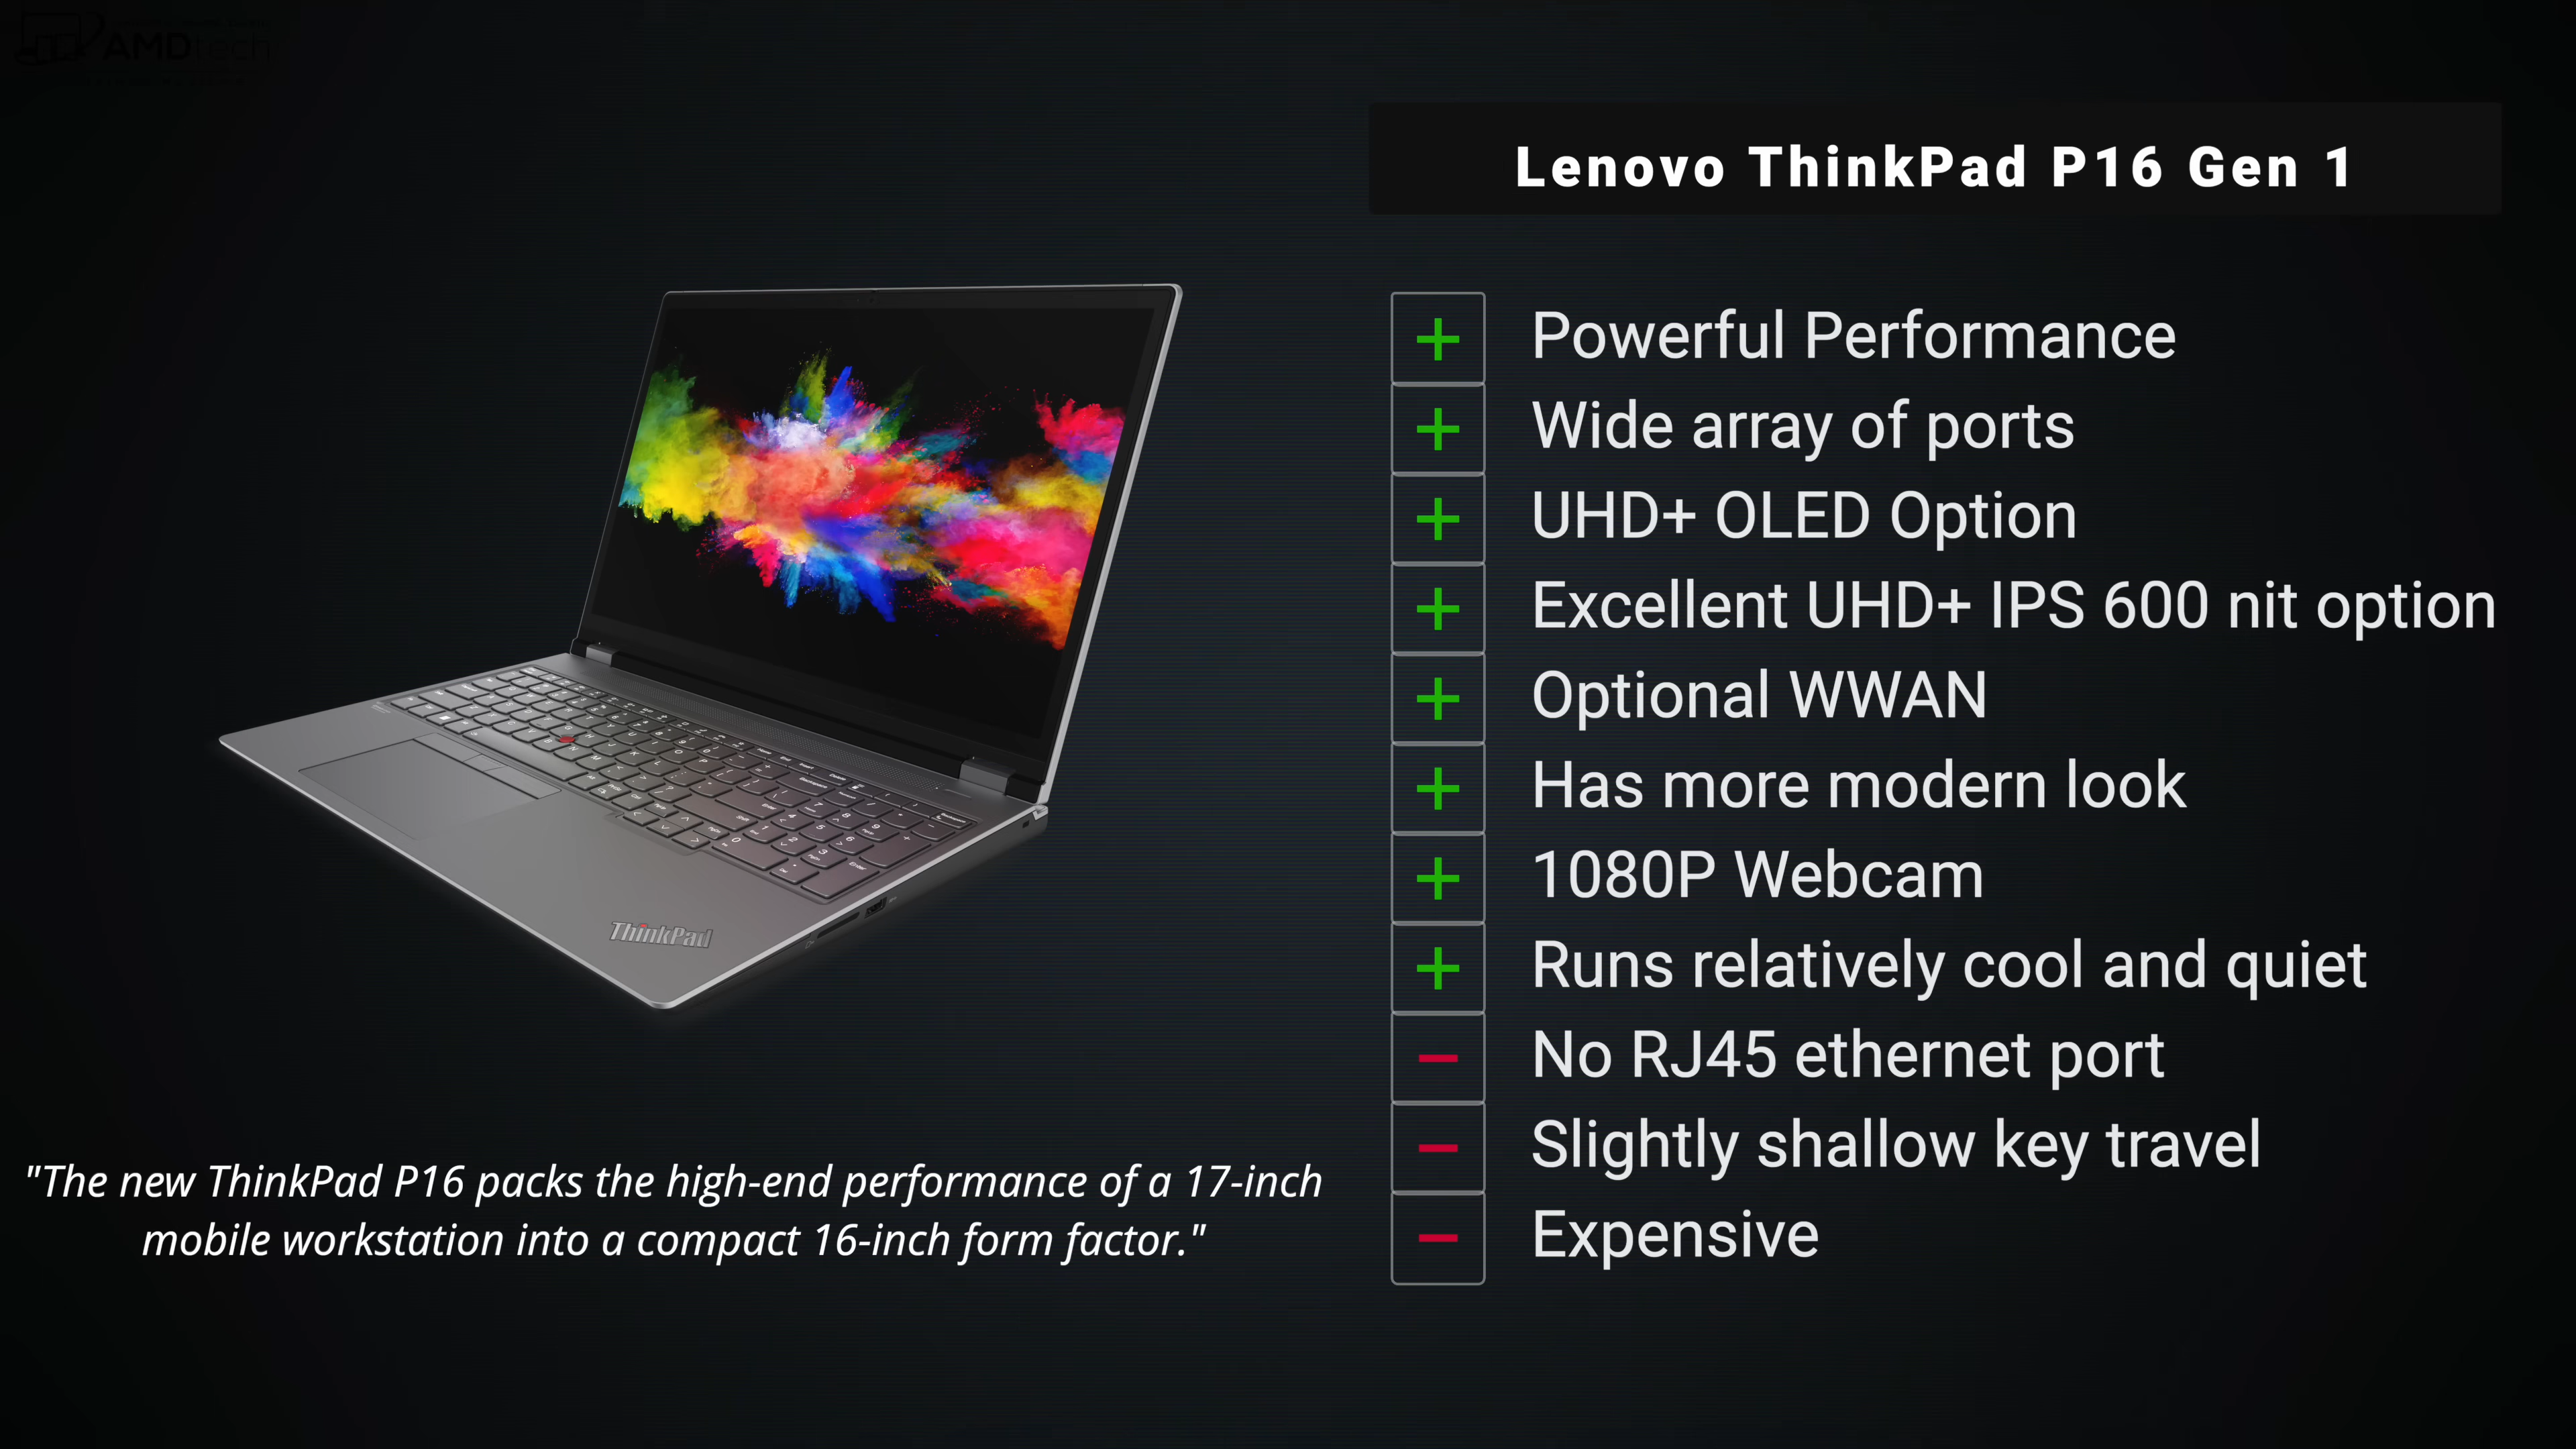 AMDtech
Lenovo ThinkPad P16 Gen 1
+ Powerful Performance
+ Wide array of ports
+ UHD+ OLED Option
+ Excellent UHD+ IPS 600 nit option
+ Optional WWAN
+ Has more modern look
+ 1080P Webcam
+ Runs relatively cool and quiet
− No RJ45 ethernet port
− Slightly shallow key travel
− Expensive
ThinkPad
"The new ThinkPad P16 packs the high-end performance of a 17-inch
mobile workstation into a compact 16-inch form factor."